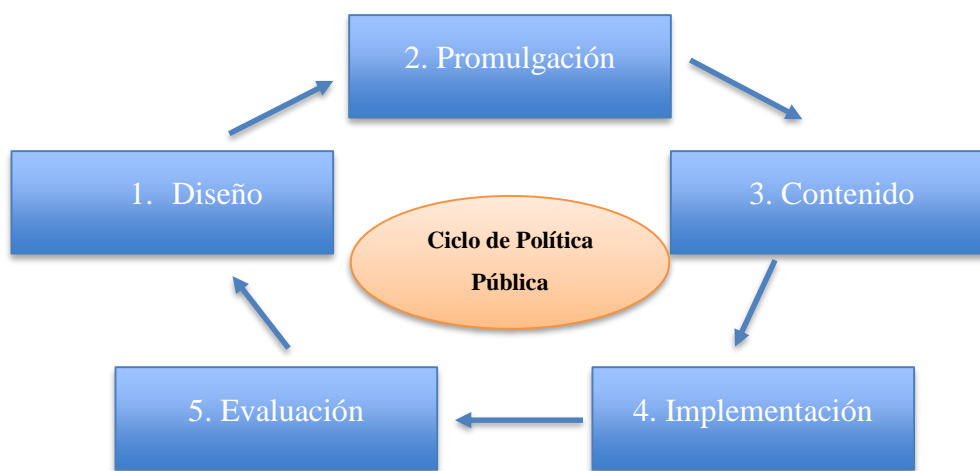 2. Promulgación
1. Diseño
3. Contenido
Ciclo de Política
Pública
5. Evaluación
4. Implementación